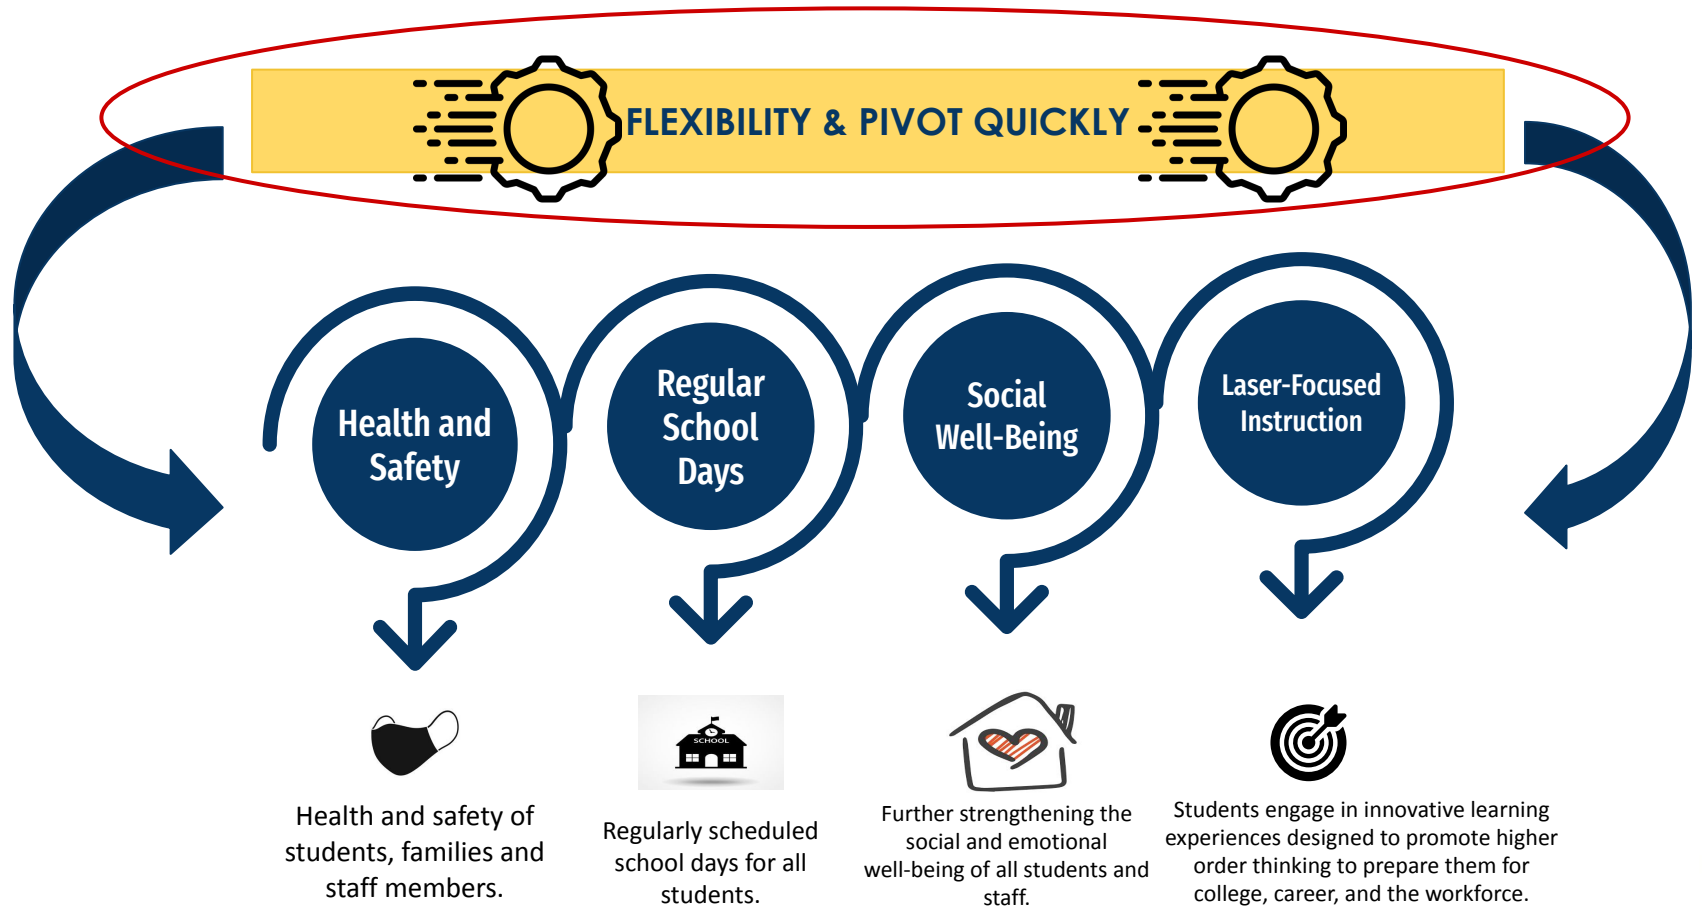 FLEXIBILITY & PIVOT QUICKLY
Health and
Safety
Regular
School
Days
Social
Well-Being
Laser-Focused
Instruction
SCHOOL
Health and safety of
students, families and
staff members.
Regularly scheduled
school days for all
students.
Further strengthening the
social and emotional
well-being of all students and
staff.
Students engage in innovative learning
experiences designed to promote higher
order thinking to prepare them for
college, career, and the workforce.